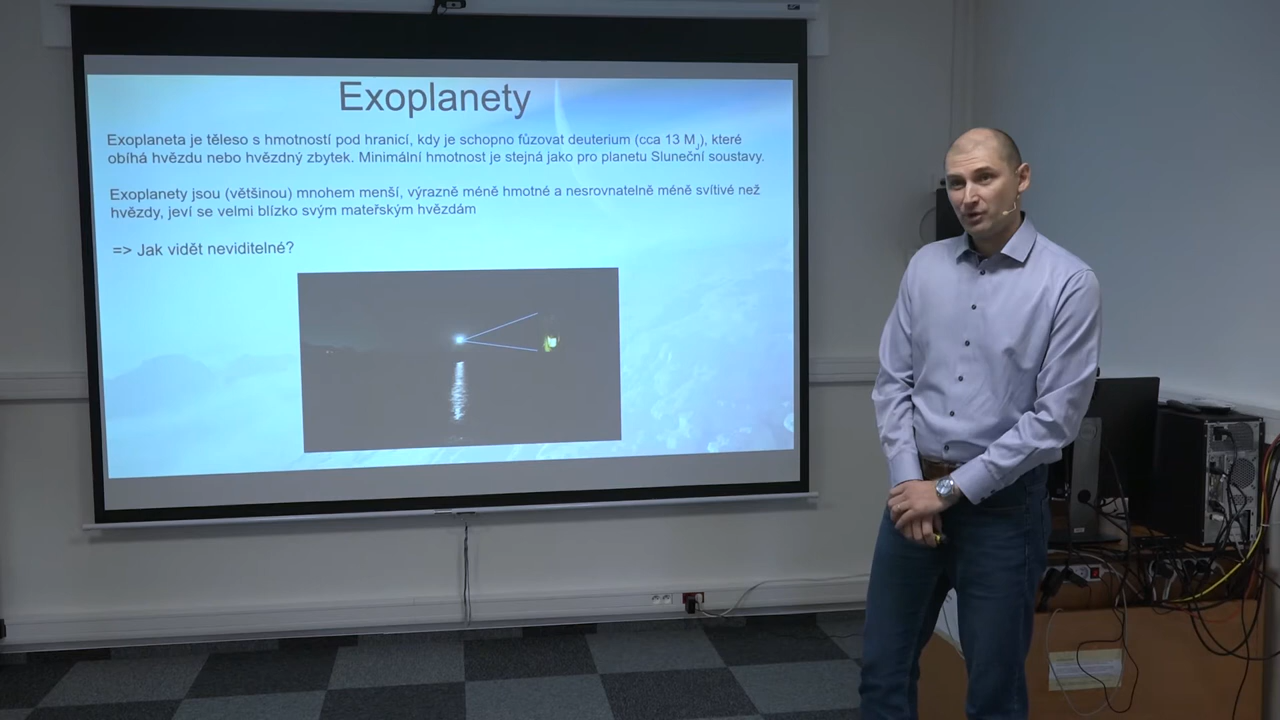 Exoplanety
Exoplaneta je těleso s hmotností pod hranicí, kdy je schopno fůzovat deuterium (cca 13 MJ), které
obíhá hvězdu nebo hvězdný zbytek. Minimální hmotnost je stejná jako pro planetu Sluneční soustavy.
Exoplanety jsou (většinou) mnohem menší, výrazně méně hmotné a nesrovnatelně méně svítivé než
hvězdy, jeví se velmi blízko svým mateřským hvězdám
=> Jak vidět neviditelné?